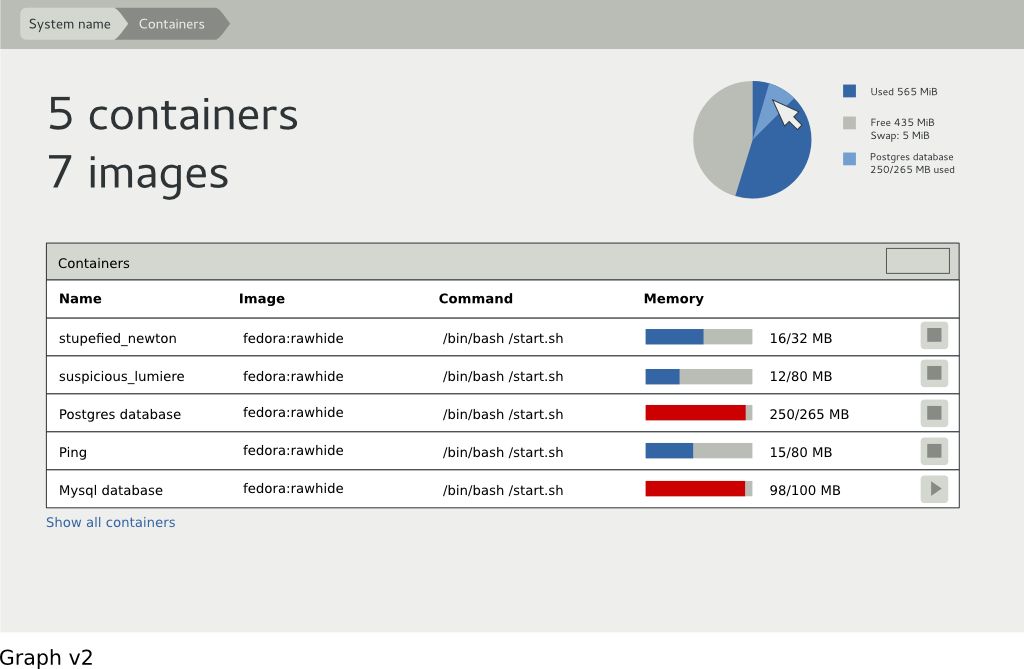 System name
Containers
5 containers
7 images
Used 565 MiB
Free 435 MiB
Swap: 5 MiB
Postgres database
250/265 MB used
Containers
Name Image Command Memory
stupefied_newton fedora:rawhide /bin/bash /start.sh 16/32 MB
suspicious_lumiere fedora:rawhide /bin/bash /start.sh 12/80 MB
Postgres database fedora:rawhide /bin/bash /start.sh 250/265 MB
Ping fedora:rawhide /bin/bash /start.sh 15/80 MB
Mysql database fedora:rawhide /bin/bash /start.sh 98/100 MB
Show all containers
Graph v2